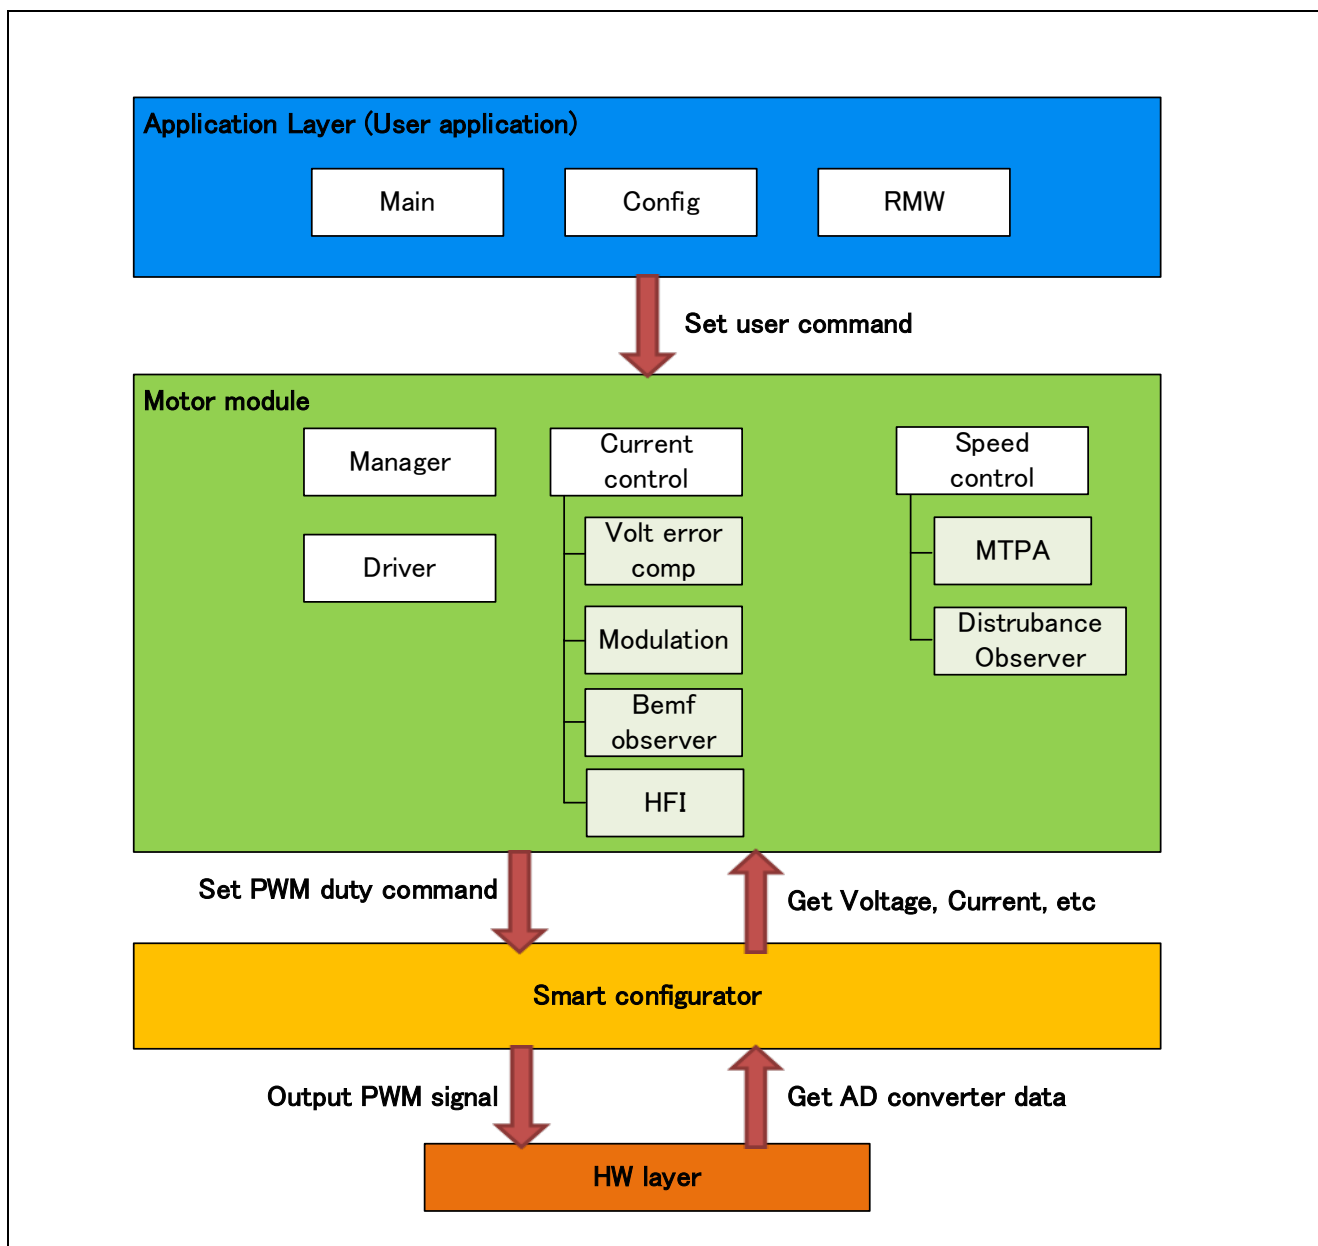 Application Layer (User application)
Main
Config
RMW
Set user command
Motor module
Manager
Driver
Current
control
Volt error
comp
Modulation
Bemf
observer
HFI
Speed
control
MTPA
Distrubance
Observer
Set PWM duty command
Get Voltage, Current, etc
Smart configurator
Output PWM signal
Get AD converter data
HW layer